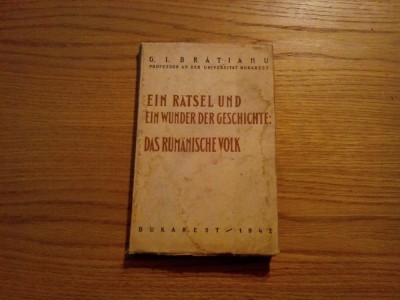 G. I. BRĂTIANU
PROFESSOR AN DER UNIVERSITÄT BUKAREST
EIN RÄTSEL UND
EIN WUNDER DER GESCHICHTE:
DAS RUMÄNISCHE VOLK
BUKAREST / 1942